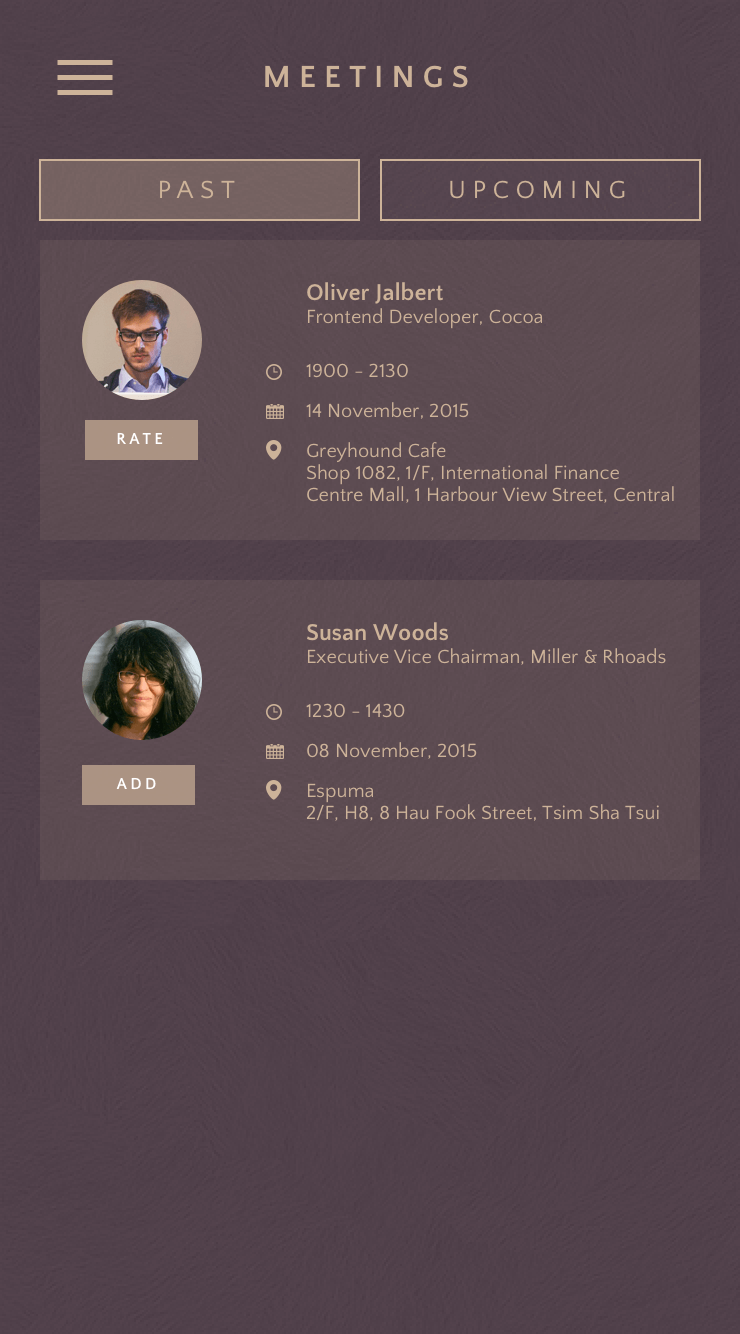 MEETINGS
PAST
UPCOMING
Oliver Jalbert
Frontend Developer, Cocoa
1900 - 2130
14 November, 2015
RATE
Greyhound Cafe
Shop 1082, 1/F, International Finance
Centre Mall, 1 Harbour View Street, Central
Susan Woods
Executive Vice Chairman, Miller & Rhoads
1230 - 1430
08 November, 2015
ADD
Espuma
2/F, H8, 8 Hau Fook Street, Tsim Sha Tsui